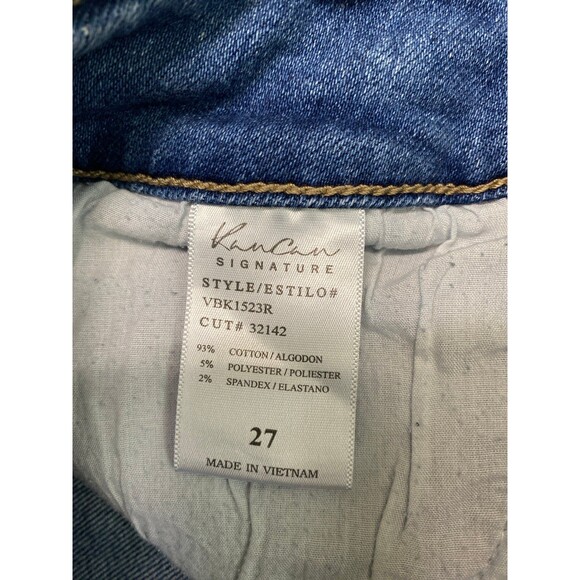 KanCan
SIGNATURE
STYLE/ESTILO#
VBK1523R
CUT# 32142
93% COTTON/ALGODON
5% POLYESTER/POLIESTER
2% SPANDEX/ELASTANO
27
MADE IN VIETNAM